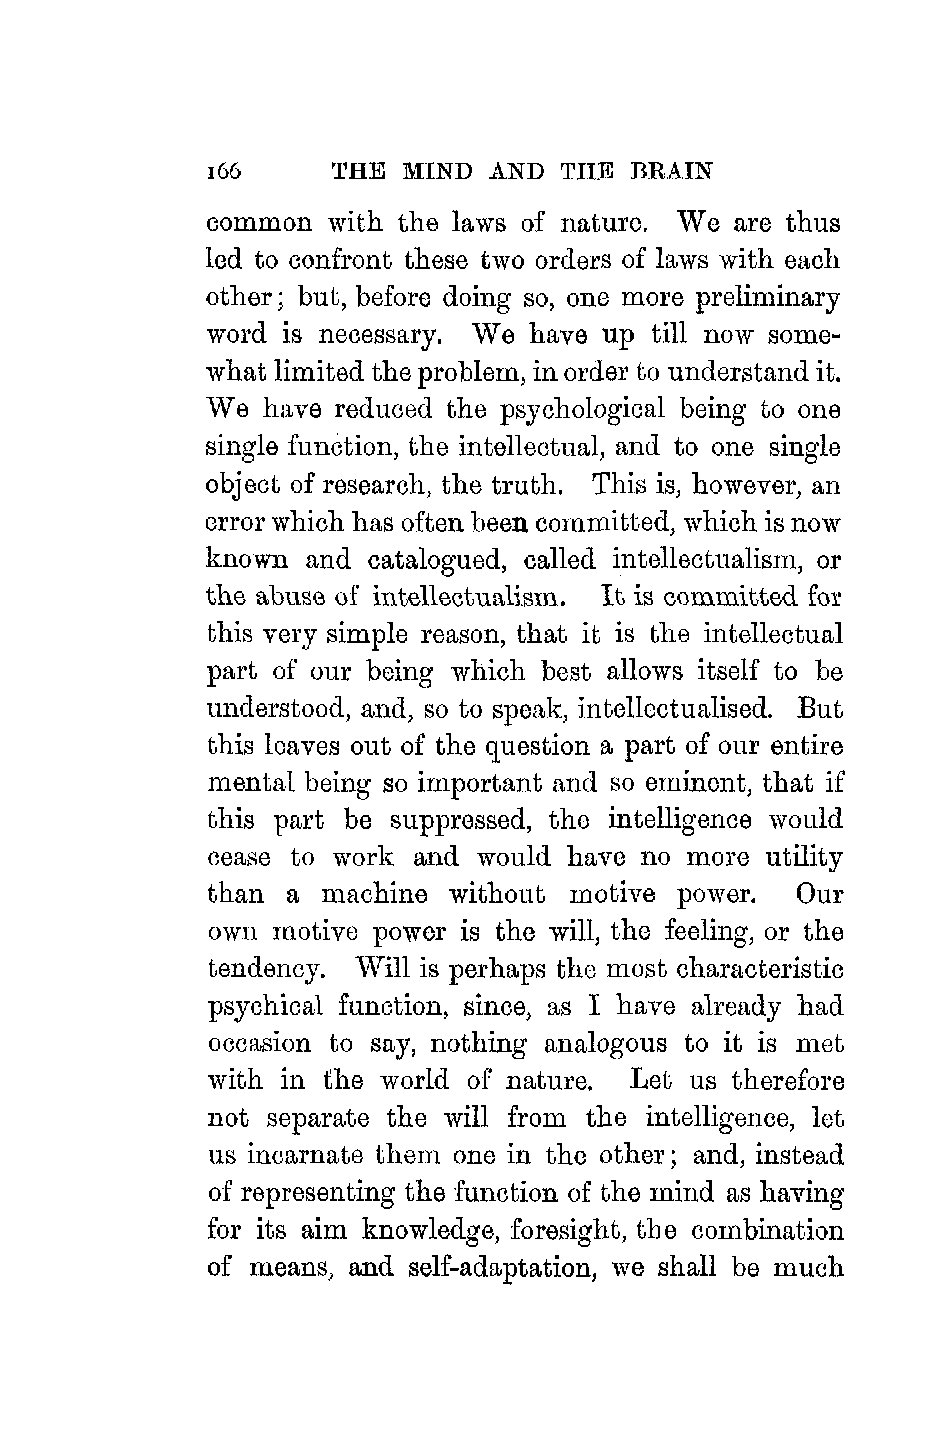 166 THE MIND AND THE BRAIN
common with the laws of nature. We are thus
led to confront these two orders of laws with each
other; but, before doing so, one more preliminary
word is necessary. We have up till now some-
what limited the problem, in order to understand it.
We have reduced the psychological being to one
single function, the intellectual, and to one single
object of research, the truth. This is, however, an
error which has often been committed, which is now
known and catalogued, called intellectualism, or
the abuse of intellectualism. It is committed for
this very simple reason, that it is the intellectual
part of our being which best allows itself to be
understood, and, so to speak, intellectualised. But
this leaves out of the question a part of our entire
mental being so important and so eminent, that if
this part be suppressed, the intelligence would
cease to work and would have no more utility
than a machine without motive power. Our
own motive power is the will, the feeling, or the
tendency. Will is perhaps the most characteristic
psychical function, since, as I have already had
occasion to say, nothing analogous to it is met
with in the world of nature. Let us therefore
not separate the will from the intelligence, let
us incarnate them one in the other; and, instead
of representing the function of the mind as having
for its aim knowledge, foresight, the combination
of means, and self-adaptation, we shall be much